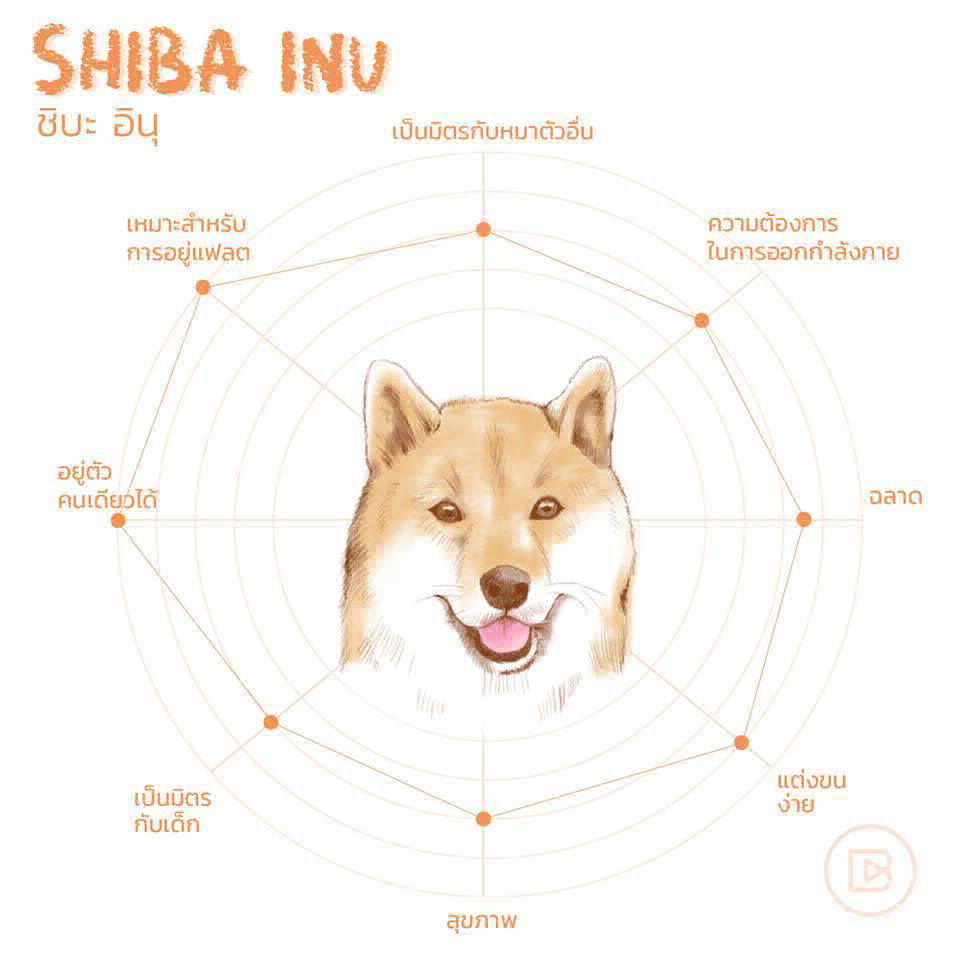 SHIBA INU
ชิบะ อินุ
เป็นมิตรกับหมาตัวอื่น
เหมาะสำหรับ
การอยู่แฟลต
ความต้องการ
ในการออกกำลังกาย
อยู่ตัว
คนเดียวได้
ฉลาด
เป็นมิตร
กับเด็ก
แต่งขน
ง่าย
สุขภาพ
B